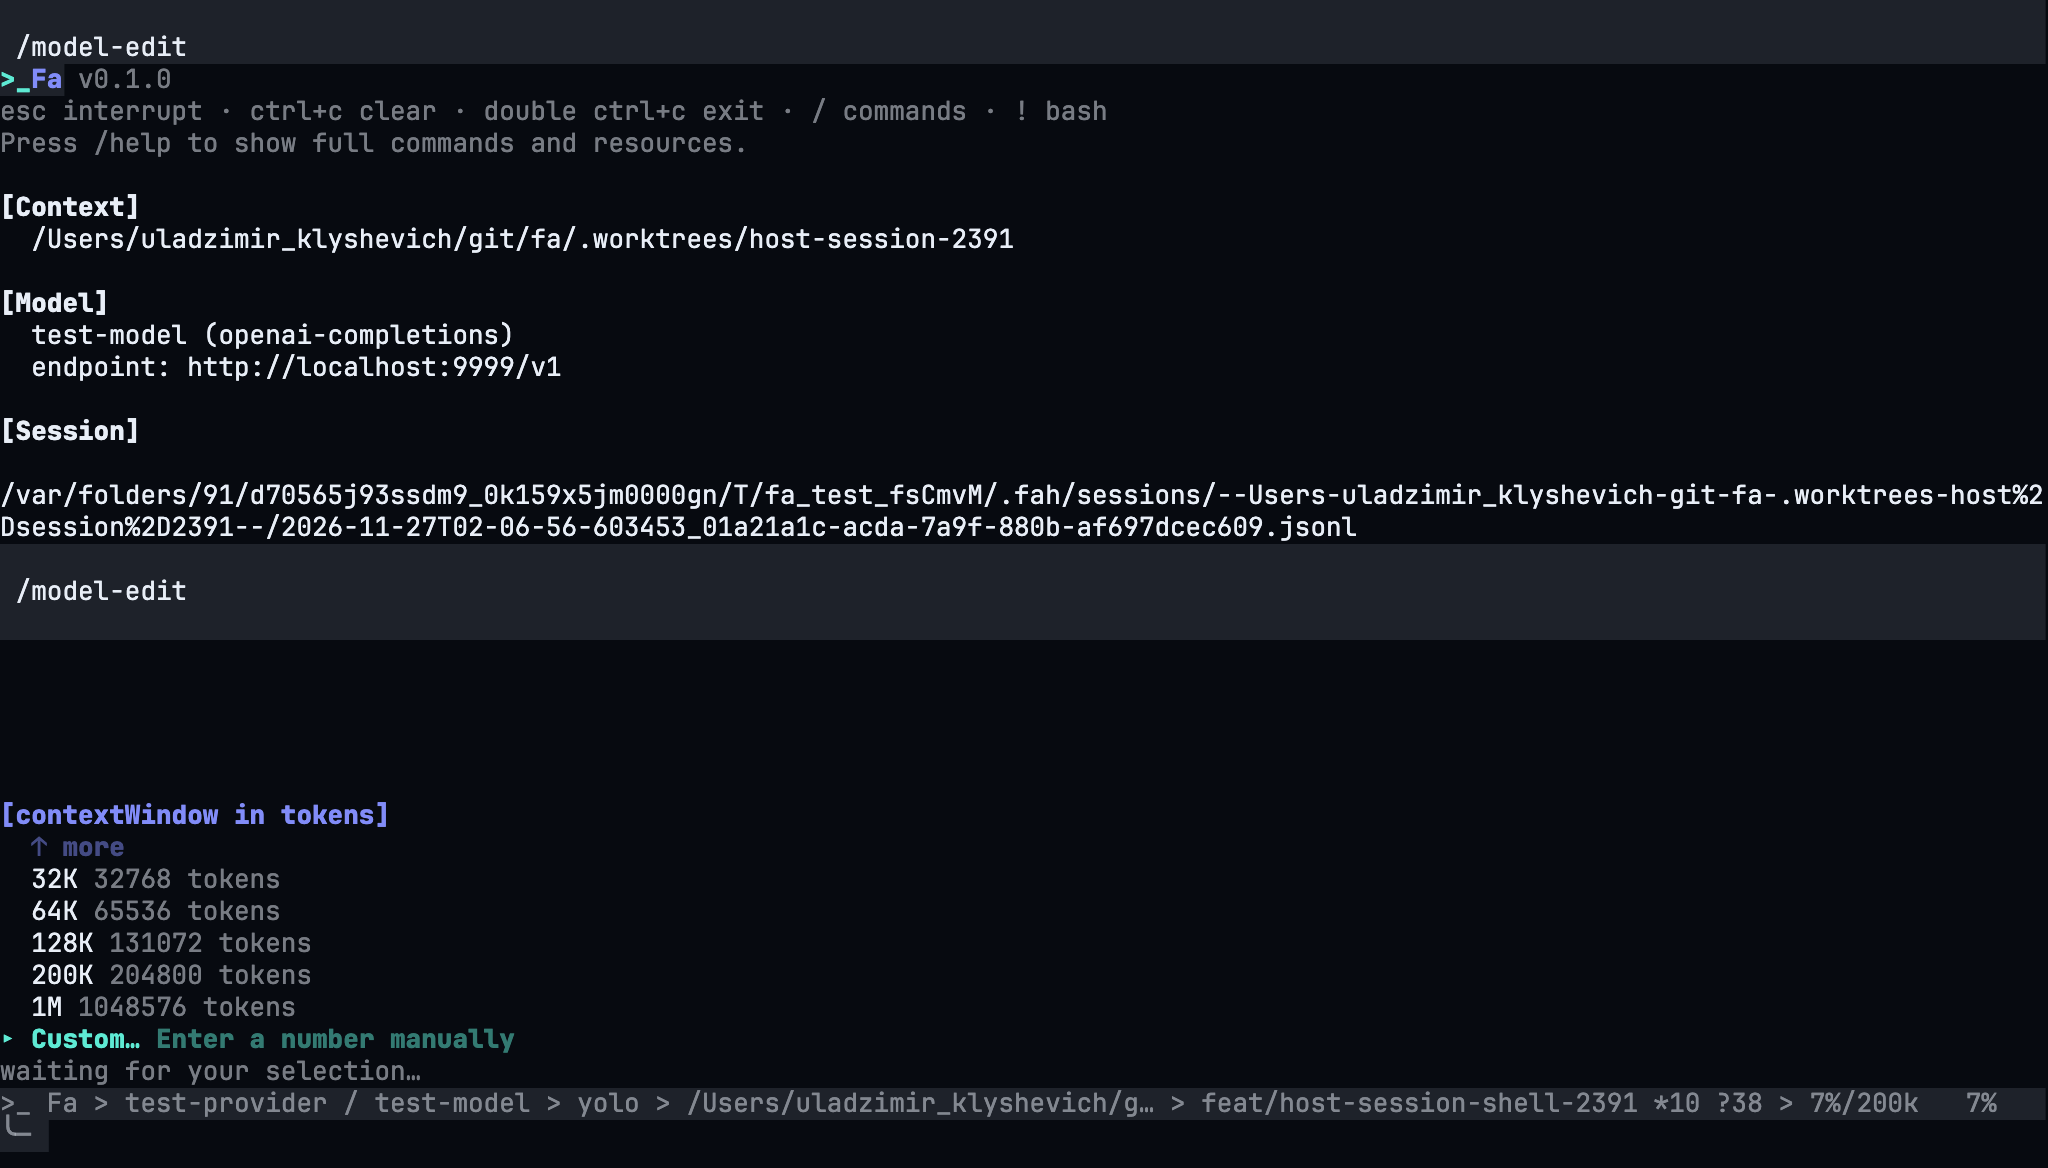 /model-edit
>_Fa v0.1.0
esc interrupt · ctrl+c clear · double ctrl+c exit · / commands · ! bash
Press /help to show full commands and resources.
[Context]
/Users/uladzimir_klyshevich/git/fa/.worktrees/host-session-2391
[Model]
test-model (openai-completions)
endpoint: http://localhost:9999/v1
[Session]
/var/folders/91/d70565j93ssdm9_0k159x5jm0000gn/T/fa_test_fsCmvM/.fah/sessions/--Users-uladzimir_klyshevich-git-fa-.worktrees-host%2
Dsession%2D2391--/2026-11-27T02-06-56-603453_01a21a1c-acda-7a9f-880b-af697dcec609.jsonl
/model-edit
[contextWindow in tokens]
↑ more
32K 32768 tokens
64K 65536 tokens
128K 131072 tokens
200K 204800 tokens
1M 1048576 tokens
▸ Custom… Enter a number manually
waiting for your selection…
>_ Fa > test-provider / test-model > yolo > /Users/uladzimir_klyshevich/g… > feat/host-session-shell-2391 *10 ?38 > 7%/200k 7%